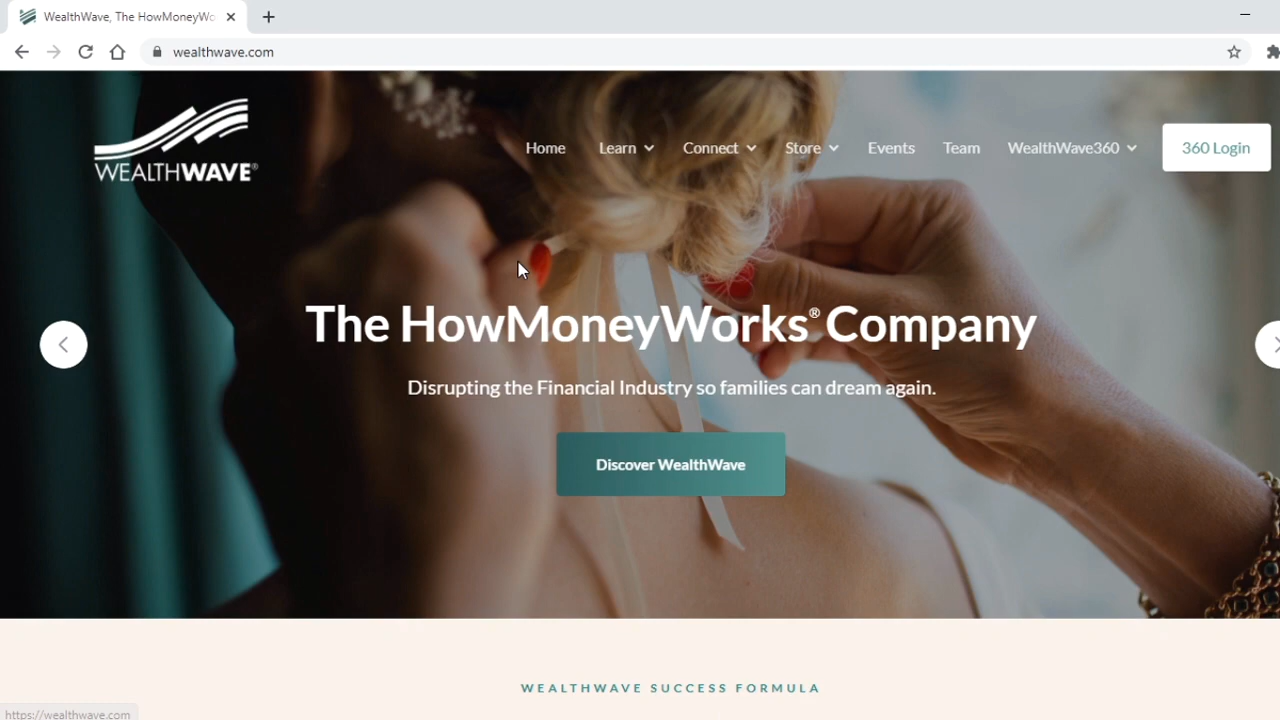 WealthWave, The HowMoneyWo
wealthwave.com
WEALTHWAVE®
Home Learn Connect Store Events Team WealthWave360 360 Login
The HowMoneyWorks® Company
Disrupting the Financial Industry so families can dream again.
Discover WealthWave
WEALTHWAVE SUCCESS FORMULA
https://wealthwave.com